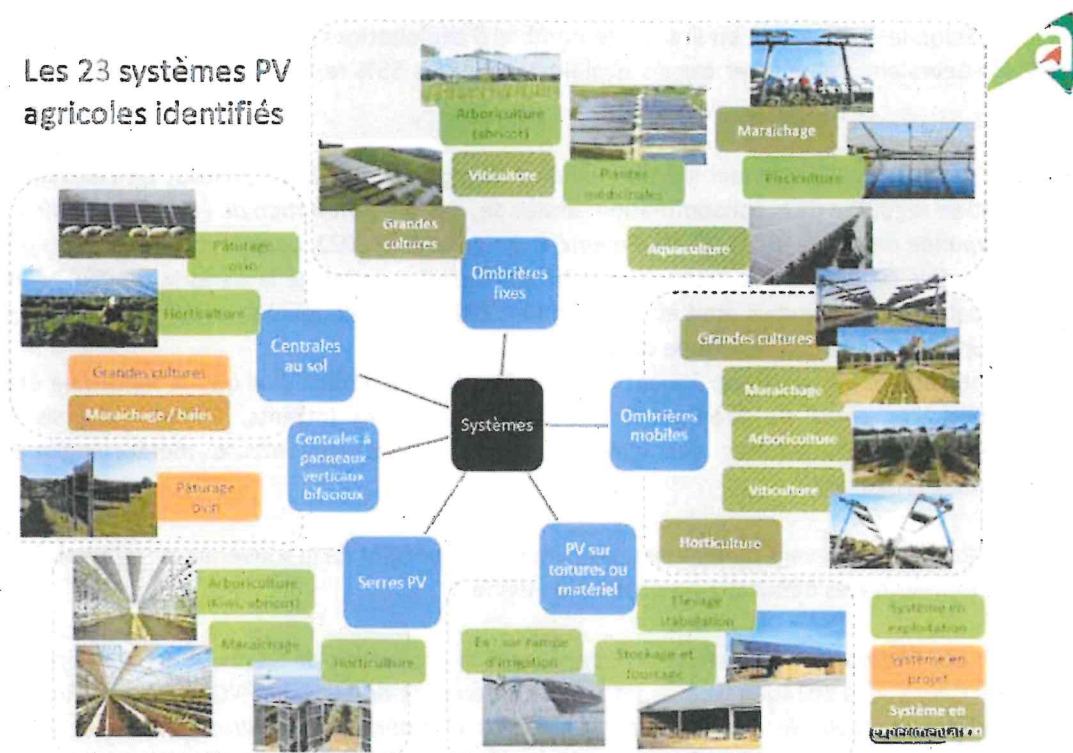 Les 23 systèmes PV
agricoles identifiés
Arboriculture
(abricot)
Viticulture
Plantes
médicinales
Maraichage
Pisciculture
Grandes
cultures
Aquaculture
Ombrières
fixes
Pâturage
ovin
Horticulture
Grandes cultures
Maraichage / baies
Centrales
au sol
Pâturage
ovin
Centrales à
panneaux
verticaux
bifaciaux
Systèmes
Ombrières
mobiles
Grandes cultures
Maraichage
Arboriculture
Viticulture
Horticulture
Arboriculture
(Kiwi, abricot)
Maraichage
Horticulture
Serres PV
PV sur
toitures ou
matériel
Elevage
stabulation
Ex : sur rampe
d'irrigation
Stockage et
fourrage
Système en
exploitation
Système en
projet
Système en
expérimentation
a